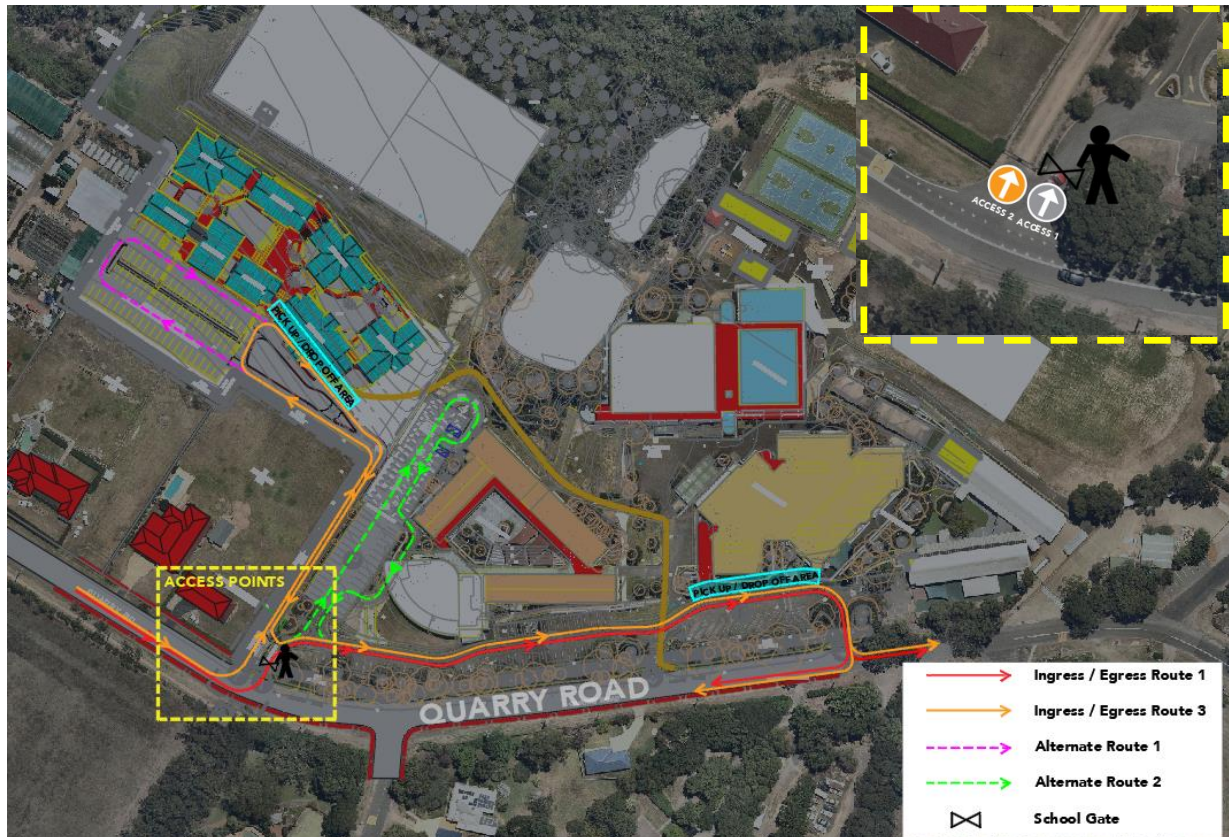 ACCESS 2
ACCESS 1
PICK UP / DROP OFF AREA
PICK UP / DROP OFF AREA
ACCESS POINTS
QUARRY ROAD
Ingress / Egress Route 1
Ingress / Egress Route 3
Alternate Route 1
Alternate Route 2
School Gate